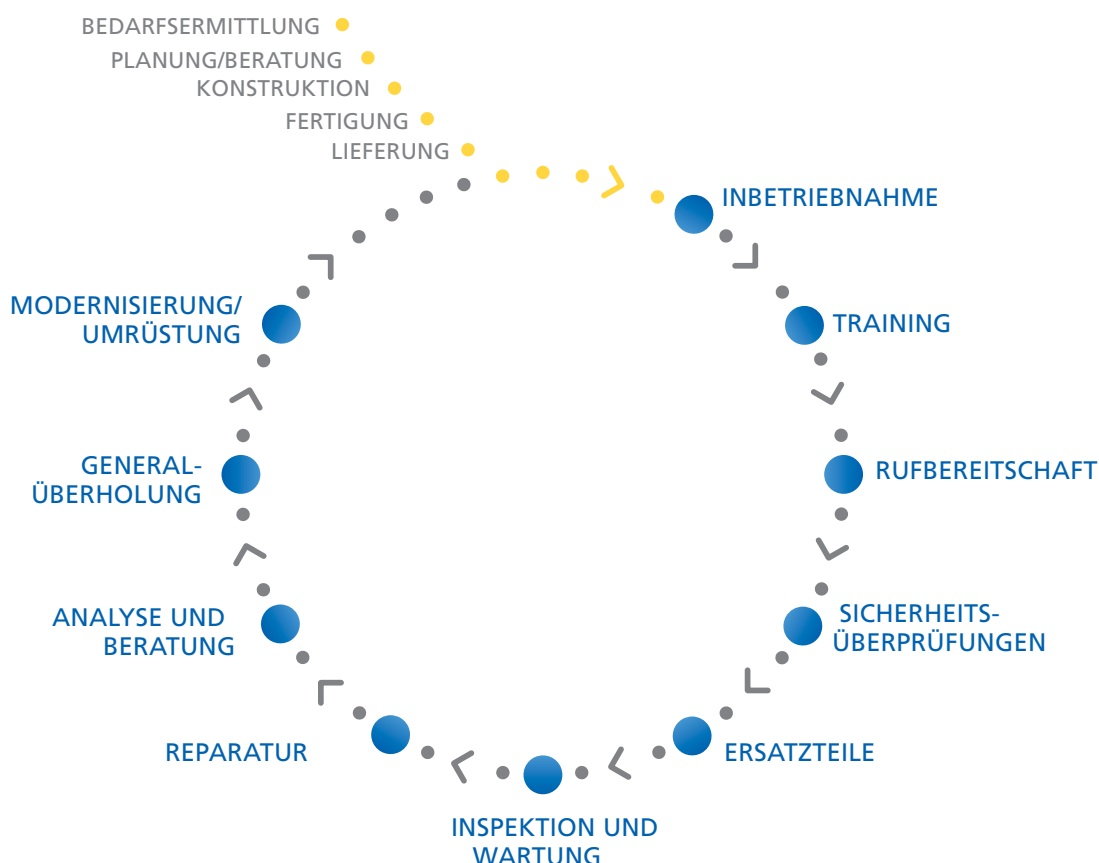 BEDARFSERMITTLUNG
PLANUNG/BERATUNG
KONSTRUKTION
FERTIGUNG
LIEFERUNG
INBETRIEBNAHME
TRAINING
RUFBEREITSCHAFT
SICHERHEITS-
ÜBERPRÜFUNGEN
ERSATZTEILE
INSPEKTION UND
WARTUNG
REPARATUR
ANALYSE UND
BERATUNG
GENERAL-
ÜBERHOLUNG
MODERNISIERUNG/
UMRÜSTUNG